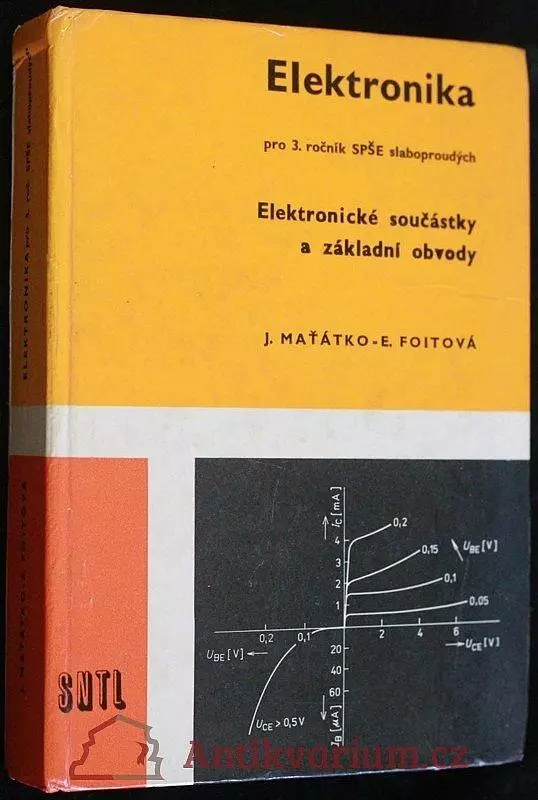 Elektronika
pro 3. ročník SPŠE slaboproudých
Elektronické součástky
a základní obvody
J. MAŤÁTKO-E. FOITOVÁ
ELEKTRONIKA pro 3. roč. SPŠE slaboproudých
J. MAŤÁTKO-E. FOITOVÁ
SNTL
IC [mA]
0,2
4
UBE [V]
0,15
3
2
0,1
1
0,05
0,2 0,1
2 4 6
UBE [V]
UCE [V]
20
40
60
UCE > 0,5 V
IB [μA]
Antikvarium.cz